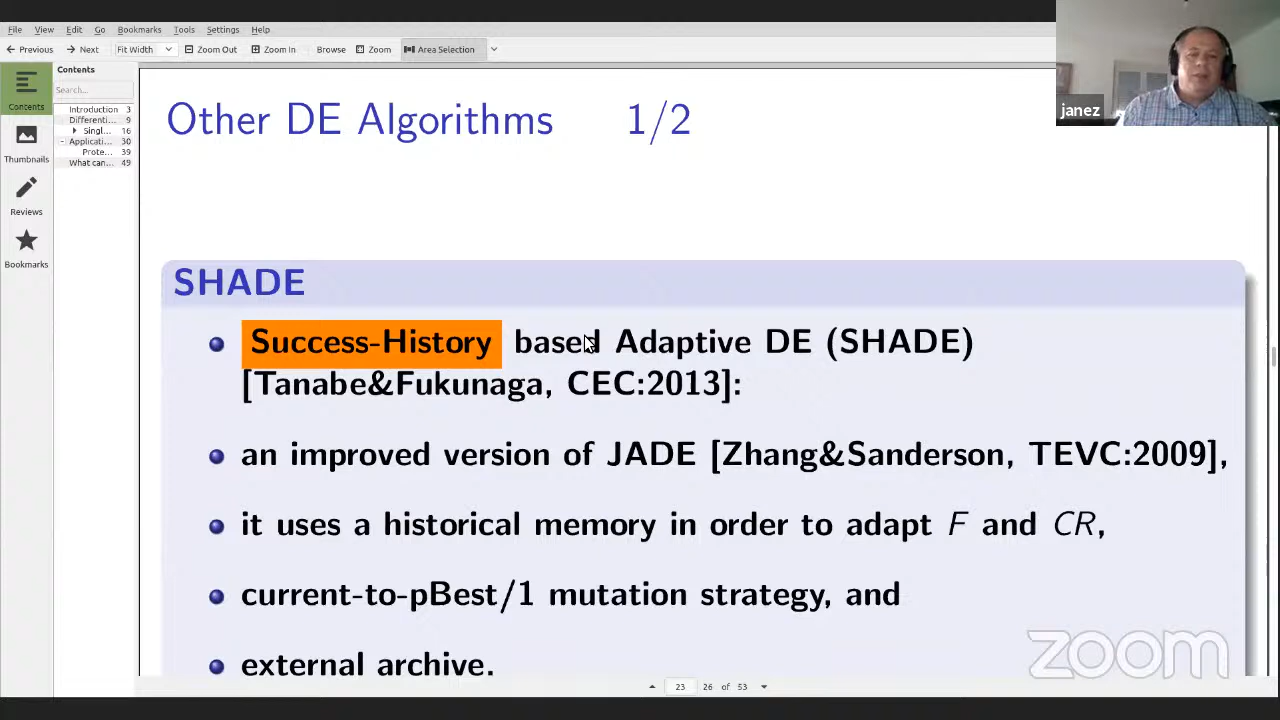 File View Edit Go Bookmarks Tools Settings Help
Previous Next Fit Width Zoom Out Zoom In Browse Zoom Area Selection
janez
Contents
Thumbnails
Reviews
Bookmarks
Contents
Search...
Introduction 3
Differenti... 9
Singl... 16
Applicati... 30
Prote... 39
What can... 49
Other DE Algorithms 1/2
SHADE
Success-History based Adaptive DE (SHADE)
[Tanabe&Fukunaga, CEC:2013]:
an improved version of JADE [Zhang&Sanderson, TEVC:2009],
it uses a historical memory in order to adapt F and CR,
current-to-pBest/1 mutation strategy, and
external archive.
zoom
23 26 of 53